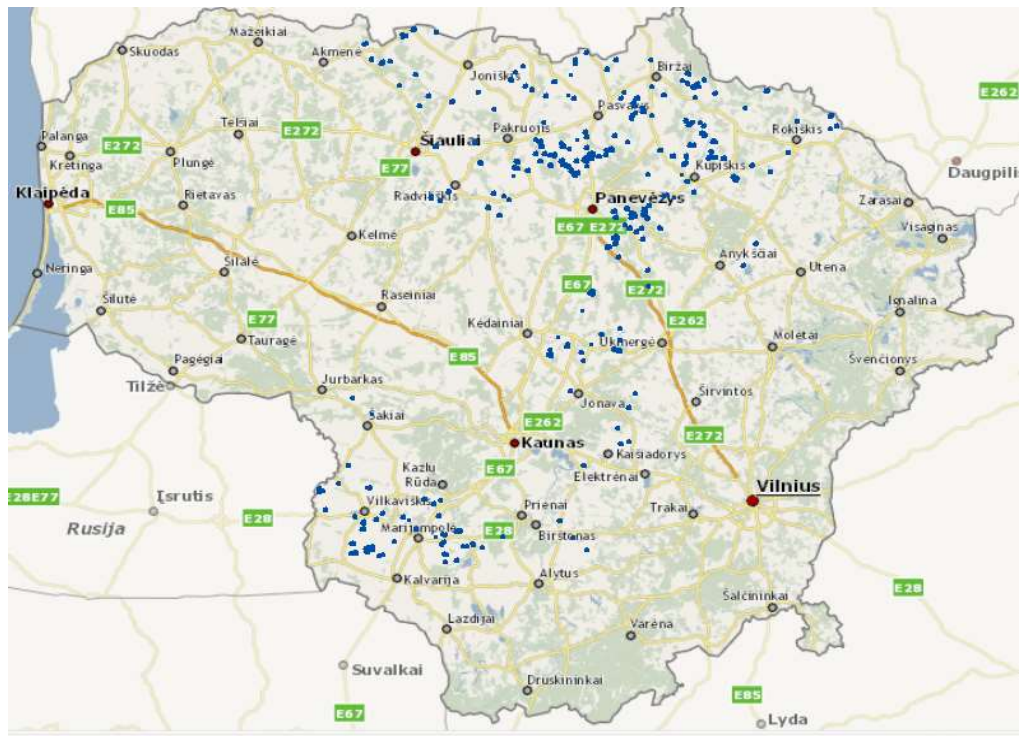 Mažeikiai
Skuodas
Akmenė
Joniškis
Biržai
E262
Pasvalys
Palanga
E272
Telšiai
E272
Šiauliai
Pakruojis
Rokiškis
Kretinga
Plungė
E77
Kupiškis
Daugpilis
Klaipėda
Rietavas
Radviliškis
Panevėžys
Zarasai
E85
E67
E272
Visaginas
Kelmė
Neringa
Šilalė
Anykščiai
Utena
E67
E272
Šilutė
Raseiniai
Ignalina
E77
Kėdainiai
E262
Tauragė
Ukmergė
Molėtai
E85
Švenčionys
Pagėgiai
Tilžė
Jurbarkas
Jonava
Širvintos
Šakiai
E262
Kaunas
E272
Kaišiadorys
Kazlų
Rūda
E67
Elektrėnai
E28E77
Įsrutis
Vilkaviškis
Vilnius
Rusija
E28
Prienai
Trakai
Marijampolė
E28
Birštonas
Kalvarija
Alytus
E28
Šalčininkai
Lazdijai
Varėna
Suvalkai
Druskininkai
E85
E67
Lyda